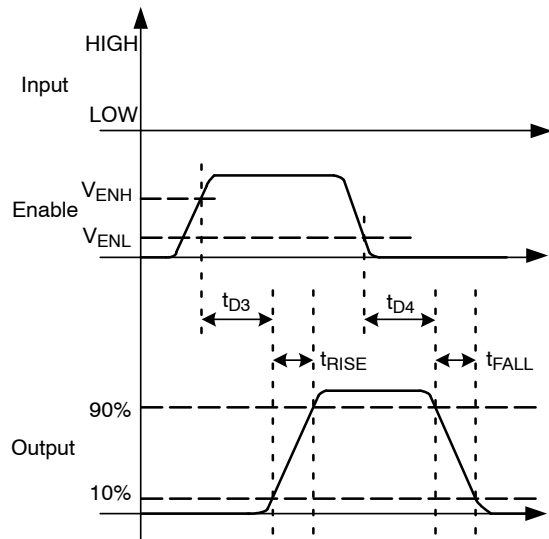 HIGH
Input
LOW
V_ENH
Enable
V_ENL
t_D3
t_D4
t_RISE
t_FALL
90%
Output
10%